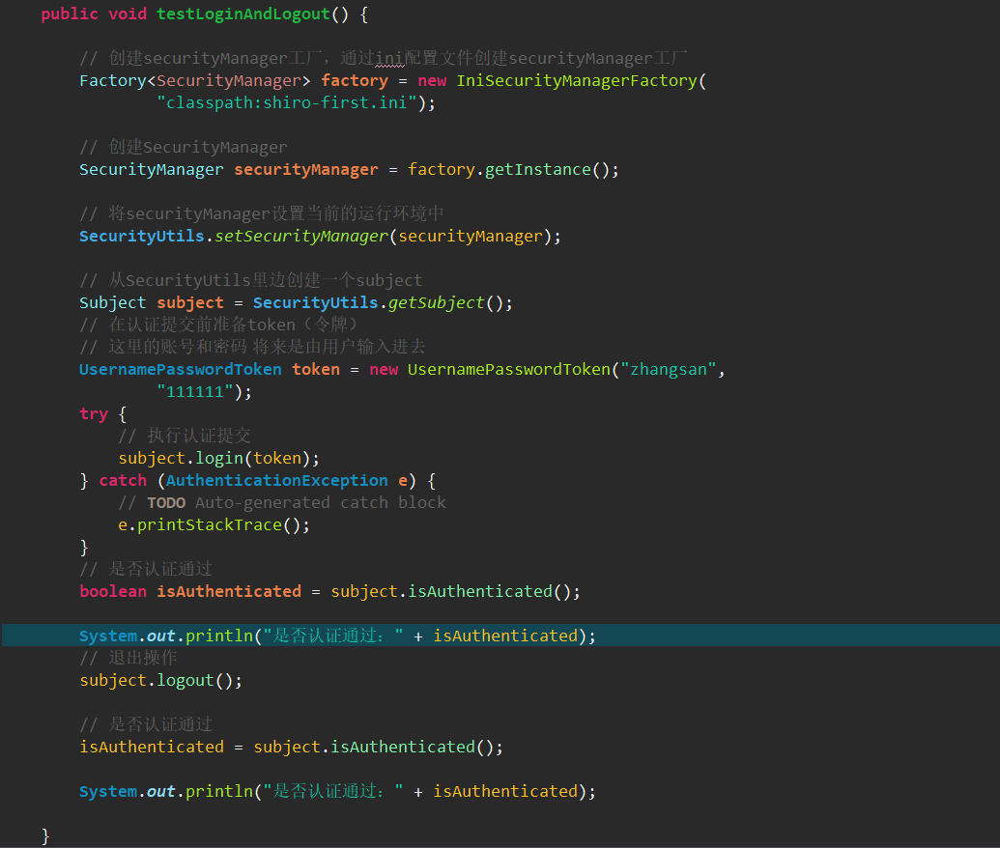 public void testLoginAndLogout() {
// 创建securityManager工厂，通过ini配置文件创建securityManager工厂
Factory<SecurityManager> factory = new IniSecurityManagerFactory(
"classpath:shiro-first.ini");
// 创建SecurityManager
SecurityManager securityManager = factory.getInstance();
// 将securityManager设置当前的运行环境中
SecurityUtils.setSecurityManager(securityManager);
// 从SecurityUtils里边创建一个subject
Subject subject = SecurityUtils.getSubject();
// 在认证提交前准备token（令牌）
// 这里的账号和密码 将来是由用户输入进去
UsernamePasswordToken token = new UsernamePasswordToken("zhangsan",
"111111");
try {
// 执行认证提交
subject.login(token);
} catch (AuthenticationException e) {
// TODO Auto-generated catch block
e.printStackTrace();
}
// 是否认证通过
boolean isAuthenticated = subject.isAuthenticated();
System.out.println("是否认证通过：" + isAuthenticated);
// 退出操作
subject.logout();
// 是否认证通过
isAuthenticated = subject.isAuthenticated();
System.out.println("是否认证通过：" + isAuthenticated);
}